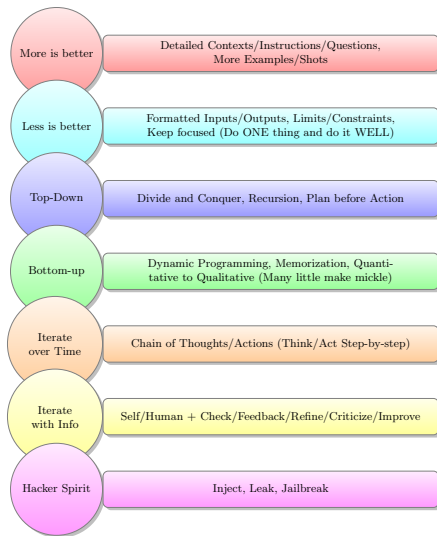 More is better
Detailed Contexts/Instructions/Questions,
More Examples/Shots
Less is better
Formatted Inputs/Outputs, Limits/Constraints,
Keep focused (Do ONE thing and do it WELL)
Top-Down
Divide and Conquer, Recursion, Plan before Action
Bottom-up
Dynamic Programming, Memorization, Quanti-
tative to Qualitative (Many little make mickle)
Iterate
over Time
Chain of Thoughts/Actions (Think/Act Step-by-step)
Iterate
with Info
Self/Human + Check/Feedback/Refine/Criticize/Improve
Hacker Spirit
Inject, Leak, Jailbreak